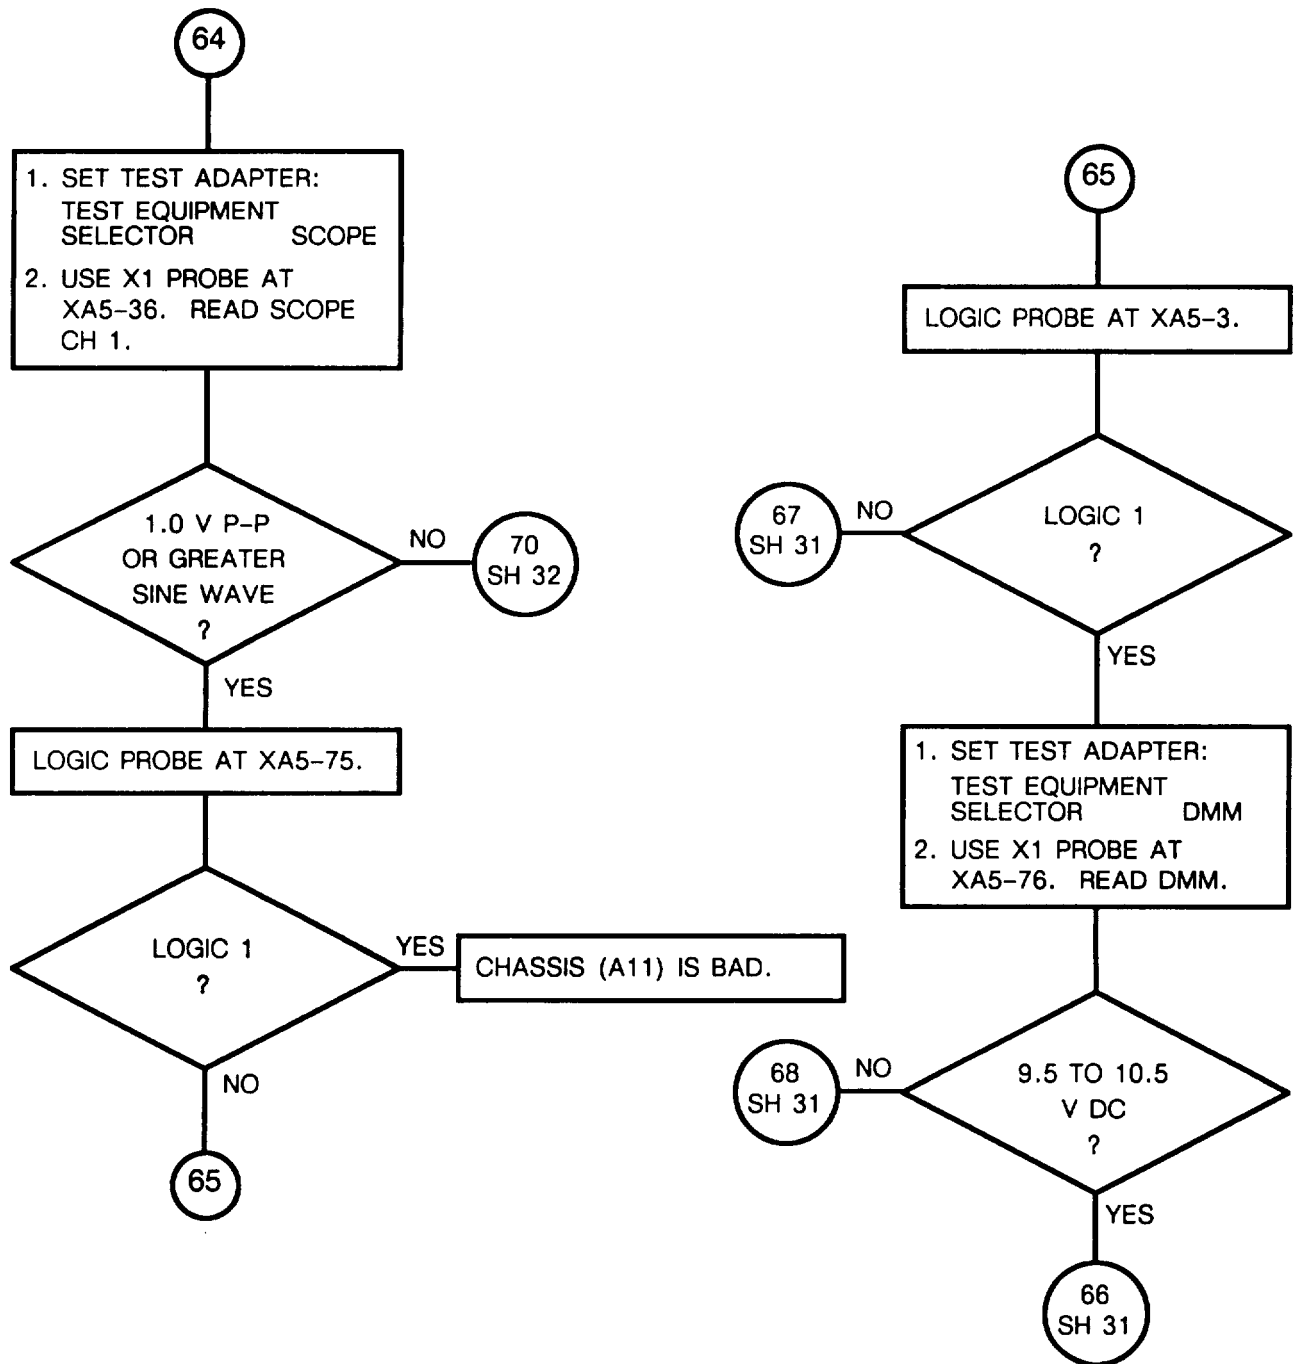 64
1. SET TEST ADAPTER:
TEST EQUIPMENT
SELECTOR SCOPE
2. USE X1 PROBE AT
XA5-36. READ SCOPE
CH 1.
1.0 V P-P
OR GREATER
SINE WAVE
?
NO
70
SH 32
YES
LOGIC PROBE AT XA5-75.
LOGIC 1
?
YES
CHASSIS (A11) IS BAD.
NO
65
65
LOGIC PROBE AT XA5-3.
LOGIC 1
?
NO
67
SH 31
YES
1. SET TEST ADAPTER:
TEST EQUIPMENT
SELECTOR DMM
2. USE X1 PROBE AT
XA5-76. READ DMM.
9.5 TO 10.5
V DC
?
NO
68
SH 31
YES
66
SH 31